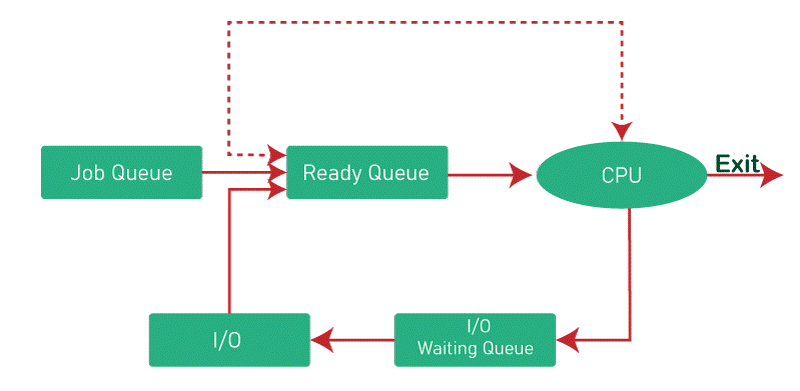 Job Queue
Ready Queue
CPU
Exit
I/O
I/O
Waiting Queue